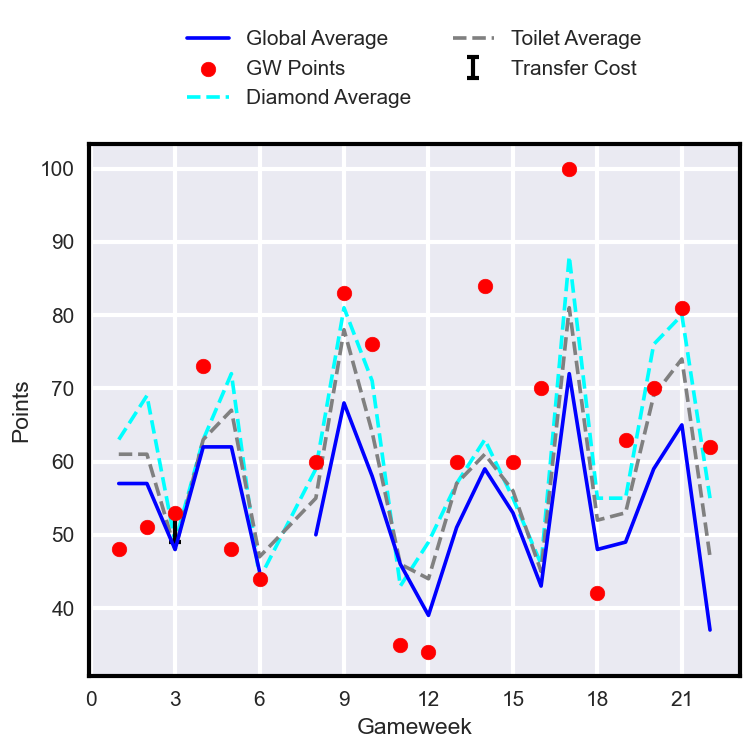 Global Average
GW Points
Diamond Average
Toilet Average
Transfer Cost
Points
100
90
80
70
60
50
40
0 3 6 9 12 15 18 21
Gameweek